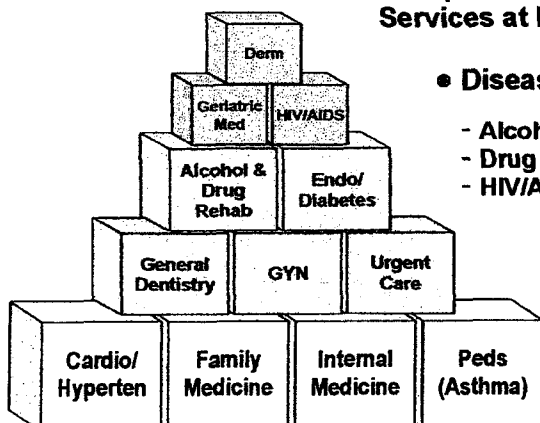 Services at
• Diseas
- Alcoh
- Drug
- HIV/A
Derm
Geriatric
Med
HIV/AIDS
Alcohol &
Drug
Rehab
Endo/
Diabetes
General
Dentistry
GYN
Urgent
Care
Cardio/
Hyperten
Family
Medicine
Internal
Medicine
Peds
(Asthma)